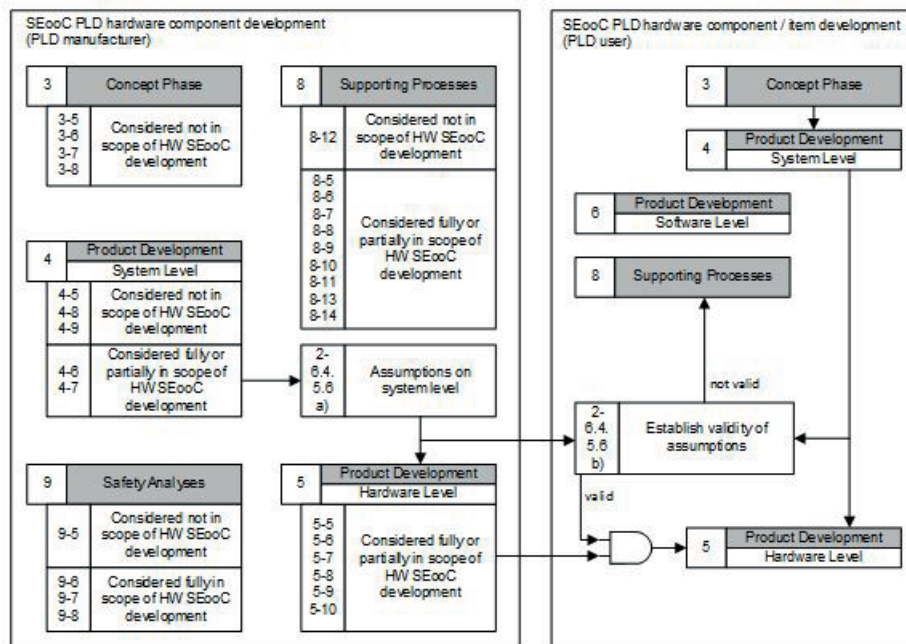 SEooC PLD hardware component development
(PLD manufacturer)
3
Concept Phase
3-5
3-6
3-7
3-8
Considered not in
scope of HW SEooC
development
4
Product Development
System Level
4-5
4-8
4-9
Considered not in
scope of HW SEooC
development
4-6
4-7
Considered fully or
partially in scope of
HW SEooC
development
9
Safety Analyses
9-5
Considered not in
scope of HW SEooC
development
9-6
9-7
9-8
Considered fully in
scope of HW SEooC
development
8
Supporting Processes
8-12
Considered not in
scope of HW SEooC
development
8-5
8-6
8-7
8-8
8-9
8-10
8-11
8-13
8-14
Considered fully or
partially in scope of
HW SEooC
development
2-
6.4.
5.6
a)
Assumptions on
system level
5
Product Development
Hardware Level
5-5
5-6
5-7
5-8
5-9
5-10
Considered fully or
partially in scope of
HW SEooC
development
SEooC PLD hardware component / item development
(PLD user)
3
Concept Phase
4
Product Development
System Level
6
Product Development
Software Level
8
Supporting Processes
not valid
2-
6.4.
5.6
b)
Establish validity of
assumptions
valid
5
Product Development
Hardware Level